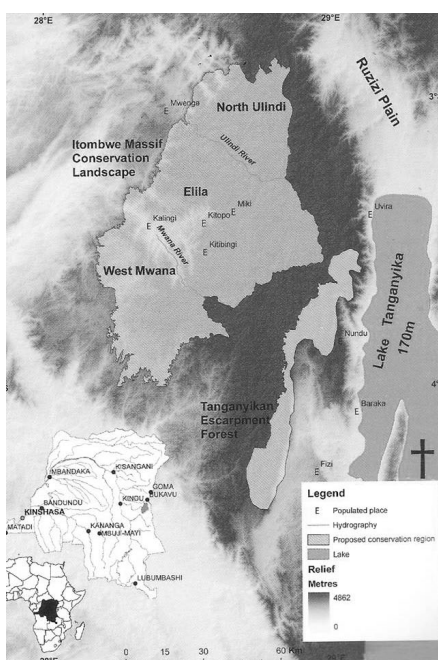 28°E
29°E
3°
Ruzizi Plain
Mwenga
North Ulindi
Itombwe Massif
Conservation
Landscape
Ulindi River
Elila
Miki
Kitopo
Kalingi
Uvira
Mwana River
Kitibingi
West Mwana
Lake Tanganyika
170m
Nundu
4°
Tanganyikan
Escarpment
Forest
Baraka
Fizi
MBANDAKA
KISANGANI
GOMA
BUKAVU
KINDU
BANDUNDU
KINSHASA
MATADI
KANANGA
MBUJI-MAYI
LUBUMBASHI
Legend
E Populated place
Hydrography
Proposed conservation region
Lake
Relief
Metres
4862
0
0 15 30 60 Km